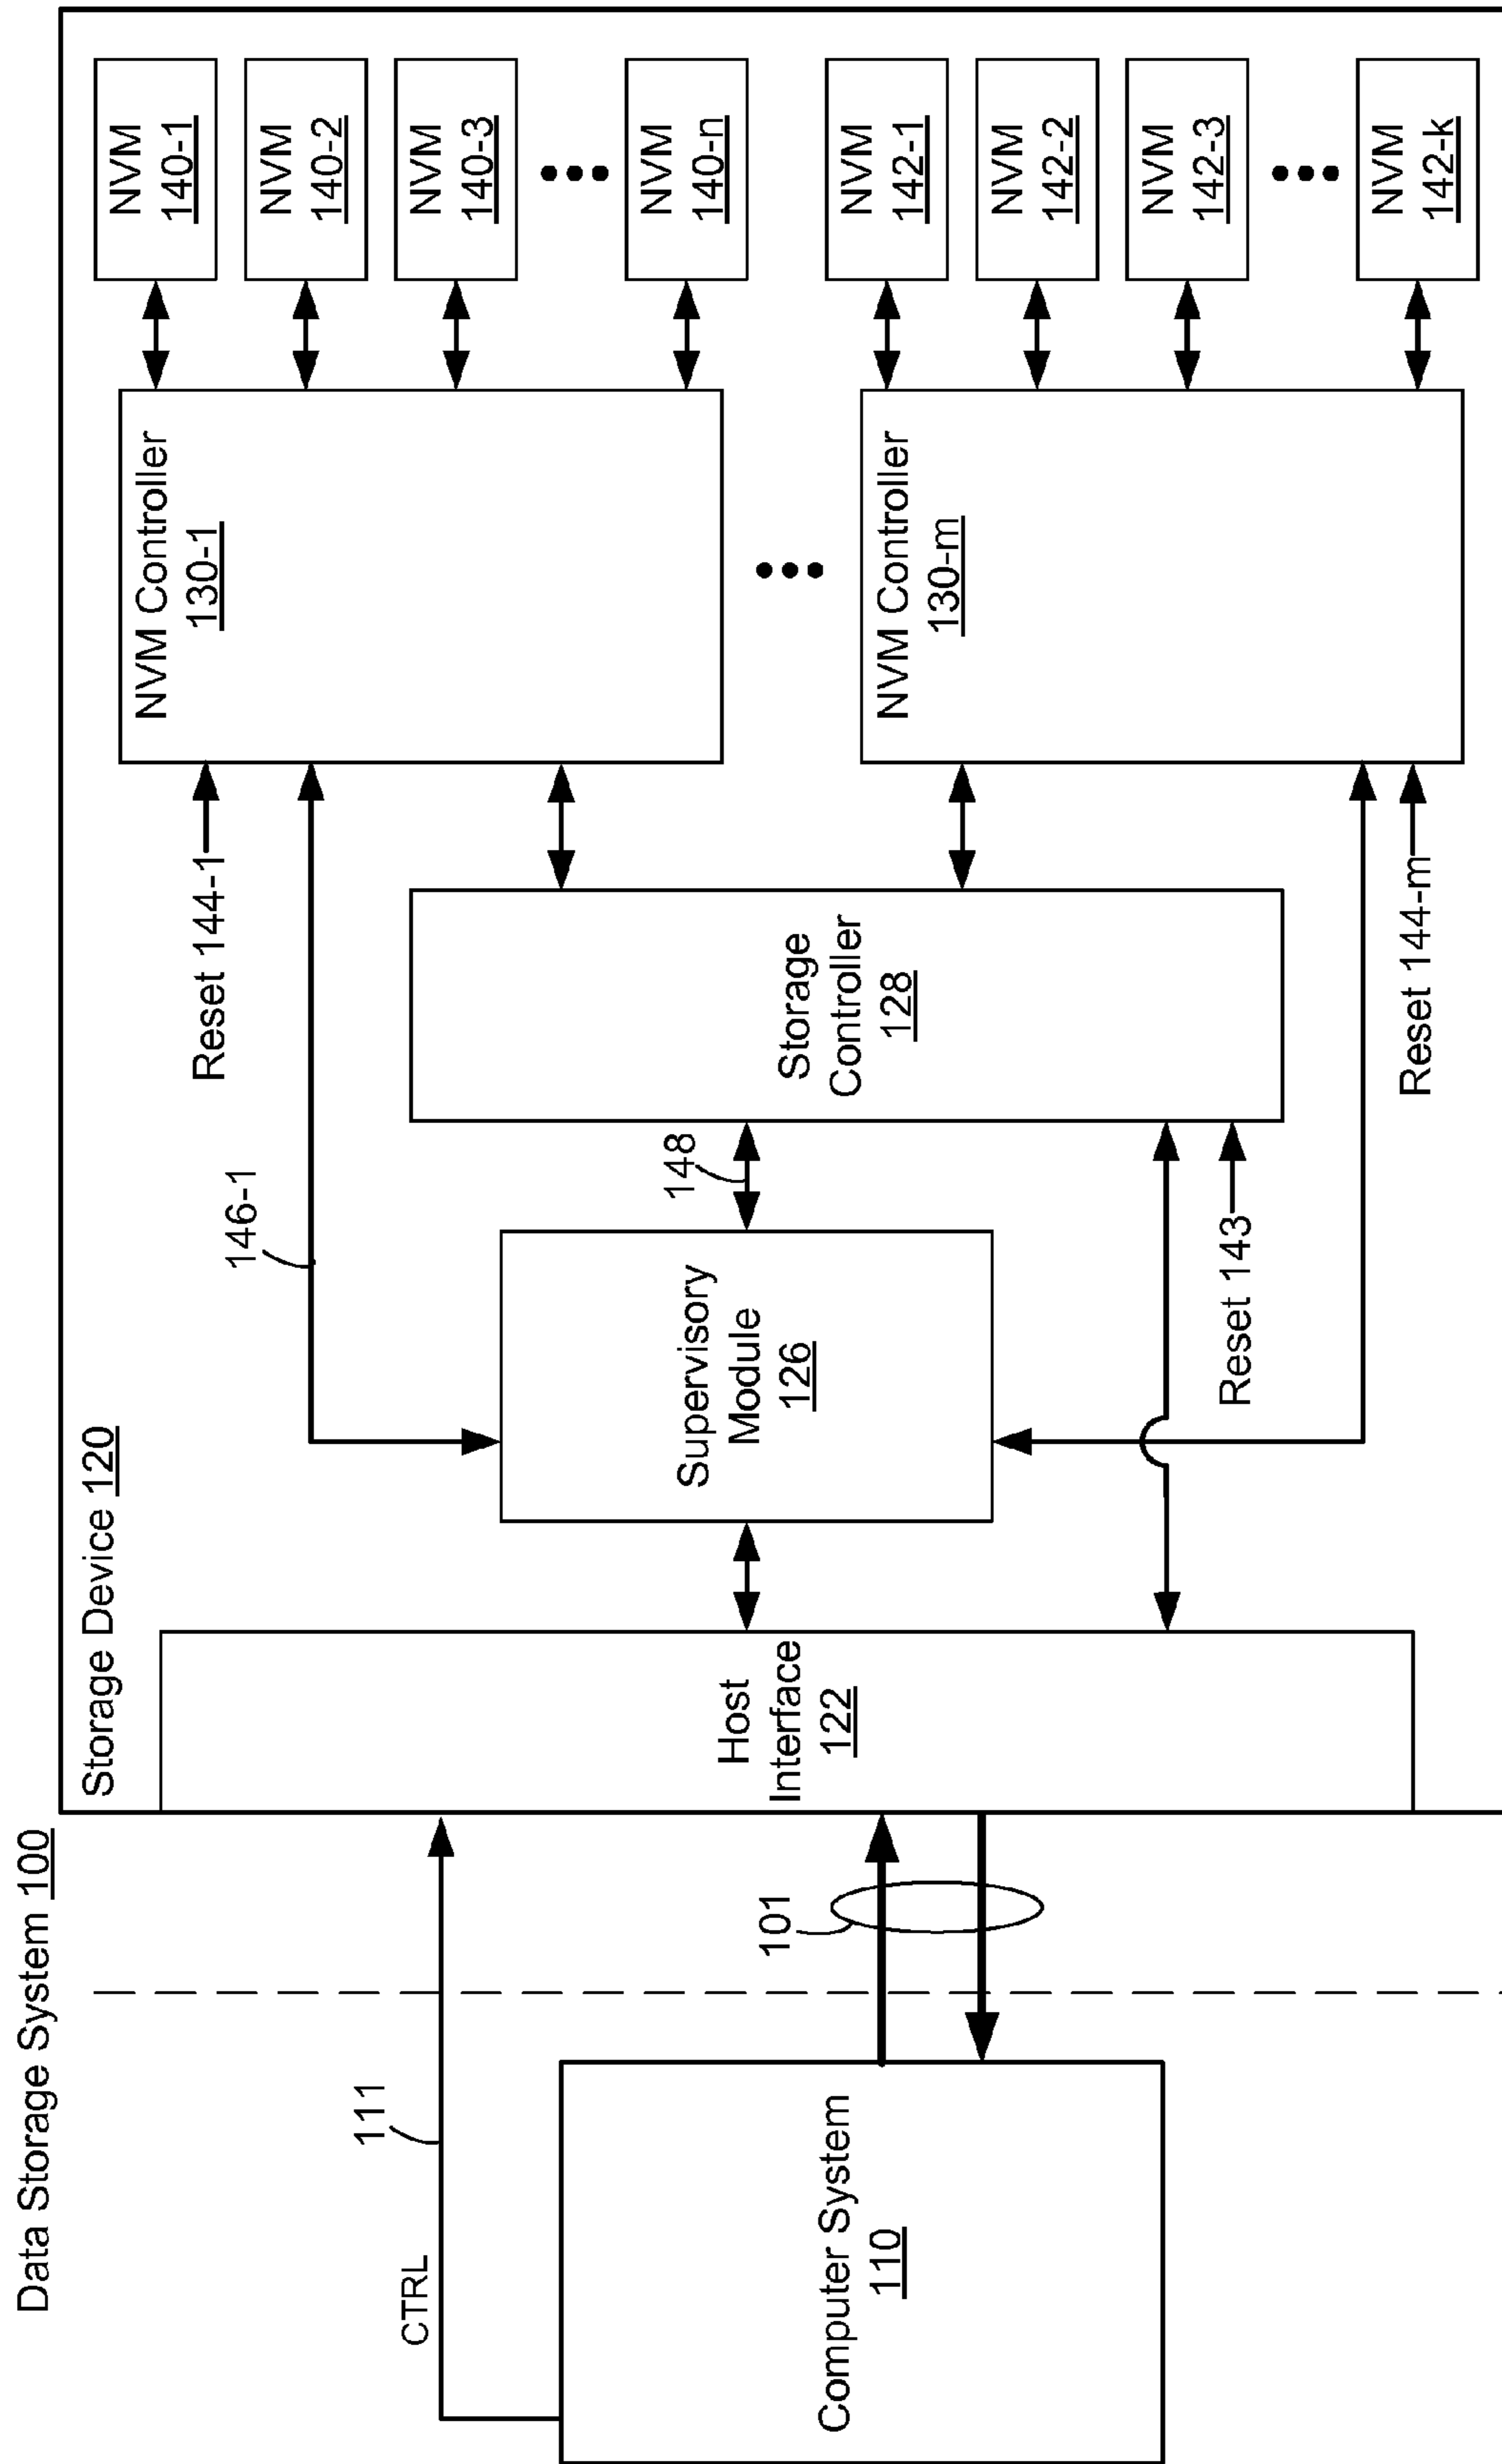 Data Storage System 100
Storage Device 120
Computer System
110
CTRL
111
101
Host
Interface
122
Supervisory
Module
126
146-1
148
Storage
Controller
128
Reset 143
Reset 144-1
Reset 144-m
NVM Controller
130-1
NVM Controller
130-m
NVM
140-1
NVM
140-2
NVM
140-3
NVM
140-n
NVM
142-1
NVM
142-2
NVM
142-3
NVM
142-k